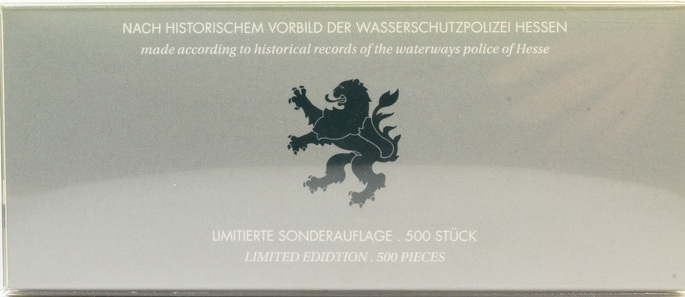 NACH HISTORISCHEM VORBILD DER WASSERSCHUTZPOLIZEI HESSEN
made according to historical records of the waterways police of Hesse
LIMITIERTE SONDERAUFLAGE . 500 STÜCK
LIMITED EDIDTION . 500 PIECES